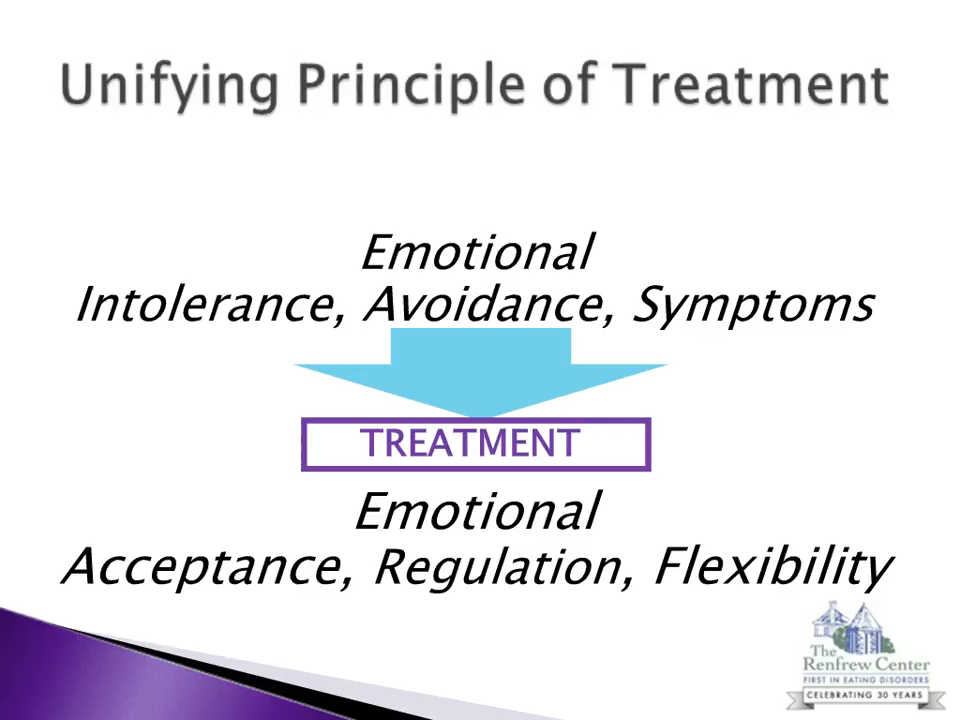 Unifying Principle of Treatment
Emotional
Intolerance, Avoidance, Symptoms
TREATMENT
Emotional
Acceptance, Regulation, Flexibility
The
Renfrew Center
FIRST IN EATING DISORDERS
CELEBRATING 30 YEARS